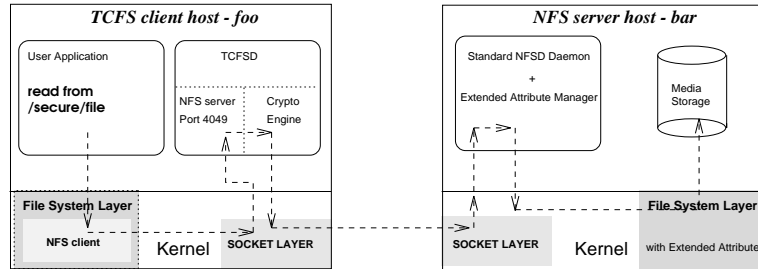 TCFS client host - foo
NFS server host - bar
User Application
read from
/secure/file
TCFSD
NFS server
Port 4049
Crypto
Engine
Standard NFSD Daemon
+
Extended Attribute Manager
Media
Storage
File System Layer
NFS client
Kernel
SOCKET LAYER
SOCKET LAYER
Kernel
File System Layer
with Extended Attribute